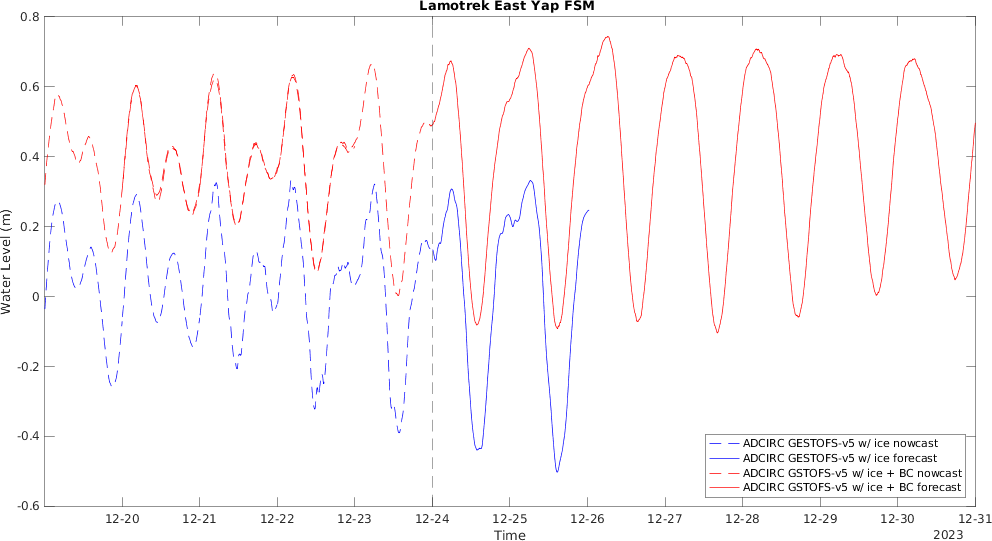 Lamotrek East Yap FSM
0.8
0.6
0.4
0.2
0
-0.2
-0.4
-0.6
Water Level (m)
12-20 12-21 12-22 12-23 12-24 12-25 12-26 12-27 12-28 12-29 12-30 12-31
Time
2023
ADCIRC GESTOFS-v5 w/ ice nowcast
ADCIRC GESTOFS-v5 w/ ice forecast
ADCIRC GSTOFS-v5 w/ ice + BC nowcast
ADCIRC GSTOFS-v5 w/ ice + BC forecast